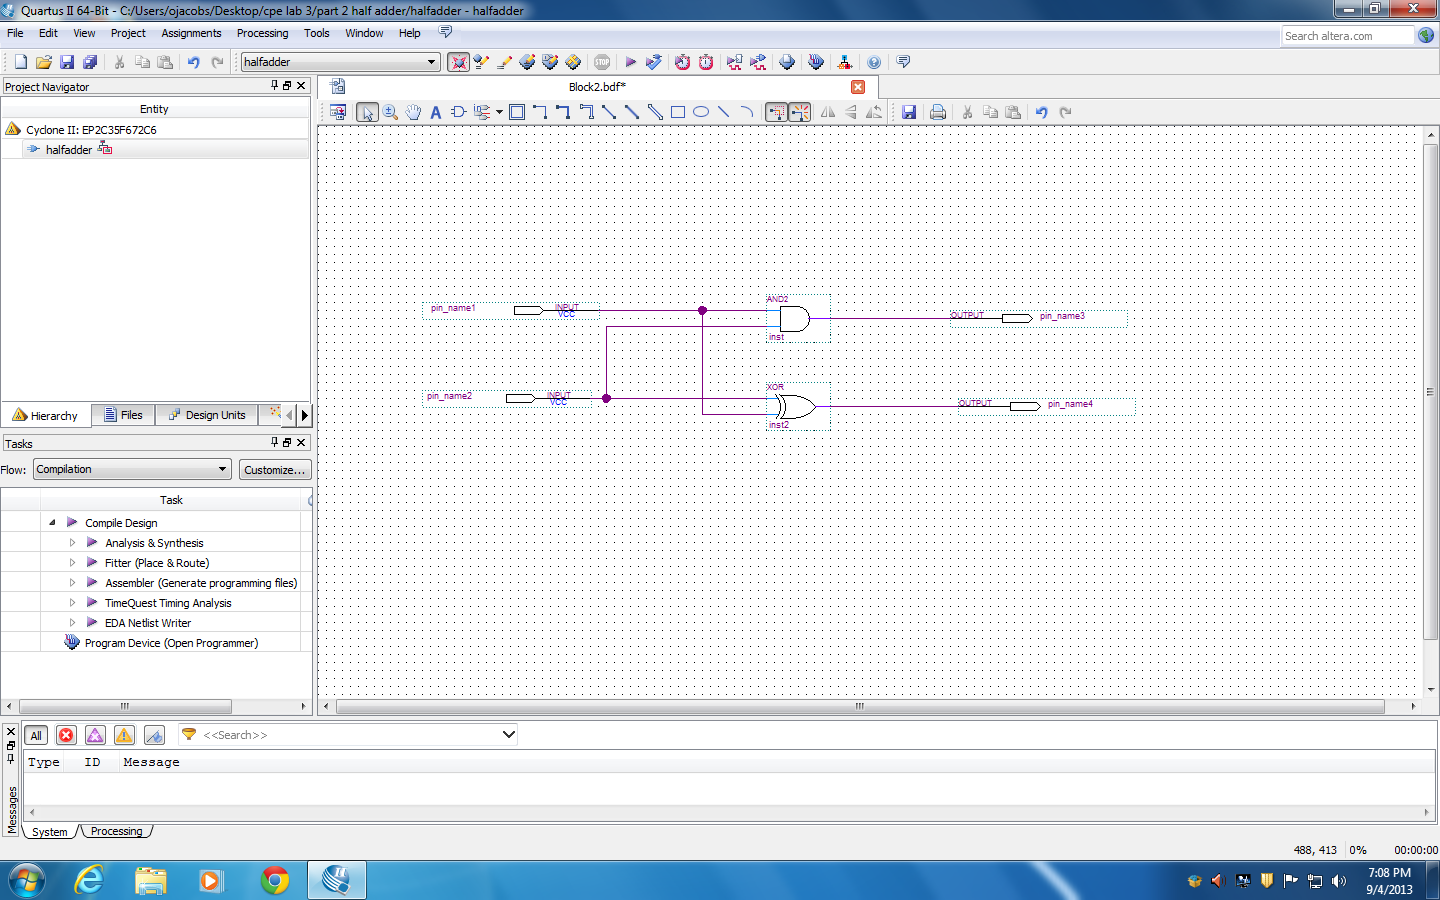 Quartus II 64-Bit - C:/Users/ojacobs/Desktop/cpe lab 3/part 2 half adder/halfadder - halfadder
File Edit View Project Assignments Processing Tools Window Help
Search altera.com
halfadder
STOP
Project Navigator
Block2.bdf*
Entity
Cyclone II: EP2C35F672C6
halfadder
Hierarchy Files Design Units
pin_name1 INPUT
VCC
AND2
inst
OUTPUT pin_name3
pin_name2 INPUT
VCC
XOR
inst2
OUTPUT pin_name4
Tasks
Flow: Compilation Customize...
Task
Compile Design
Analysis & Synthesis
Fitter (Place & Route)
Assembler (Generate programming files)
TimeQuest Timing Analysis
EDA Netlist Writer
Program Device (Open Programmer)
All <<Search>>
Type ID Message
Messages
System Processing
488, 413 0% 00:00:00
7:08 PM
9/4/2013